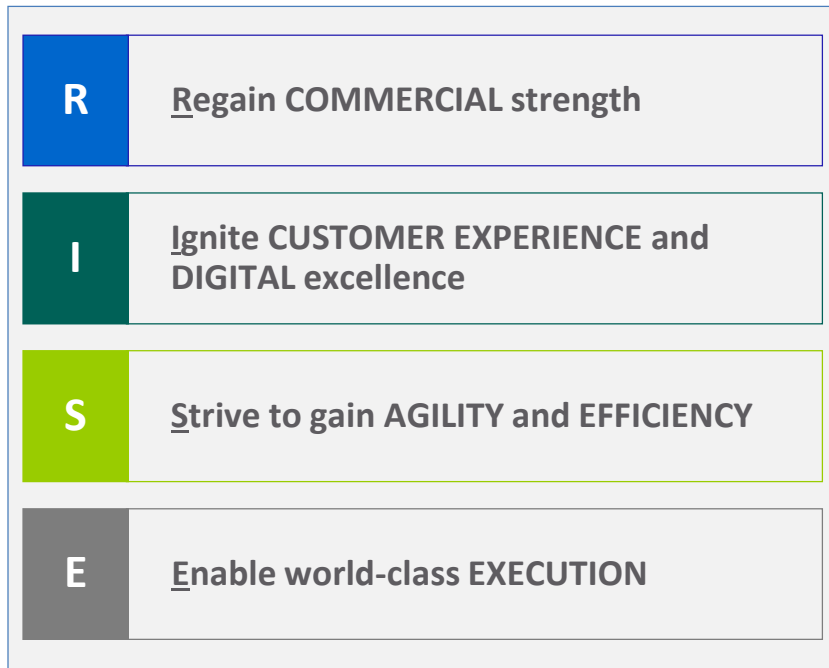 R
Regain COMMERCIAL strength
I
Ignite CUSTOMER EXPERIENCE and
DIGITAL excellence
S
Strive to gain AGILITY and EFFICIENCY
E
Enable world-class EXECUTION